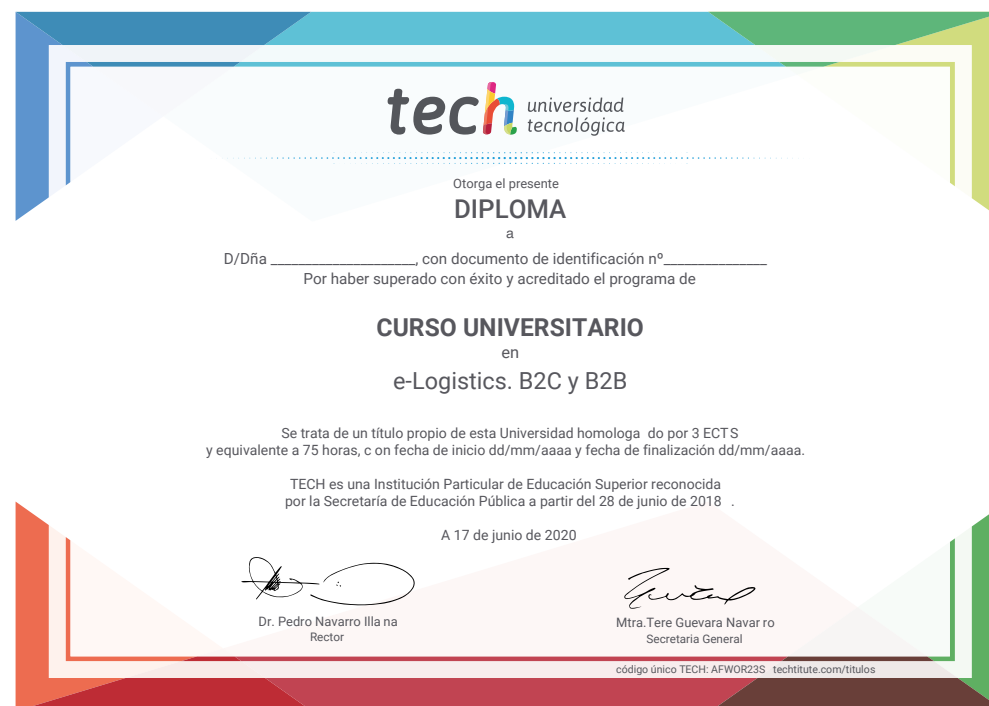 tech universidad
tecnológica
Otorga el presente
DIPLOMA
a
D/Dña ______________________, con documento de identificación nº________________
Por haber superado con éxito y acreditado el programa de
CURSO UNIVERSITARIO
en
e-Logistics. B2C y B2B
Se trata de un título propio de esta Universidad homologa do por 3 ECTS
y equivalente a 75 horas, c on fecha de inicio dd/mm/aaaa y fecha de finalización dd/mm/aaaa.
TECH es una Institución Particular de Educación Superior reconocida
por la Secretaría de Educación Pública a partir del 28 de junio de 2018 .
A 17 de junio de 2020
Dr. Pedro Navarro Illa na
Rector
Mtra.Tere Guevara Navar ro
Secretaria General
código único TECH: AFWOR23S techtitute.com/titulos